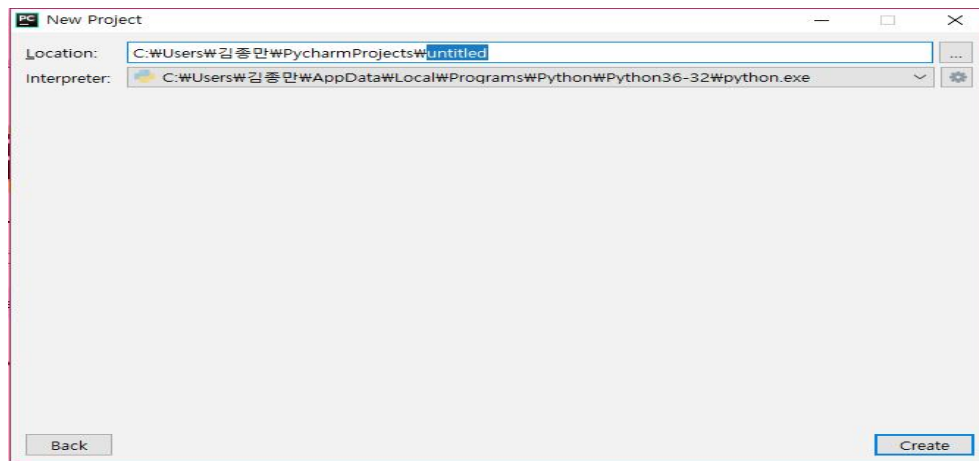 PC New Project
Location: C:₩Users₩김종만₩PycharmProjects₩untitled ...
Interpreter: C:₩Users₩김종만₩AppData₩Local₩Programs₩Python₩Python36-32₩python.exe
Back Create